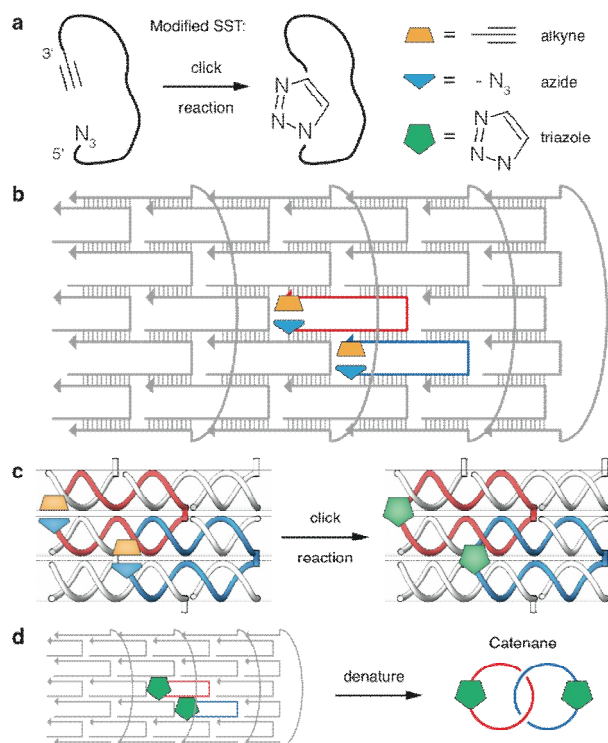 a
Modified SST:
3'
N3
5'
click
reaction
N
N
N
= alkyne
= - N3 azide
= N N N triazole
b
c
click
reaction
d
denature
Catenane